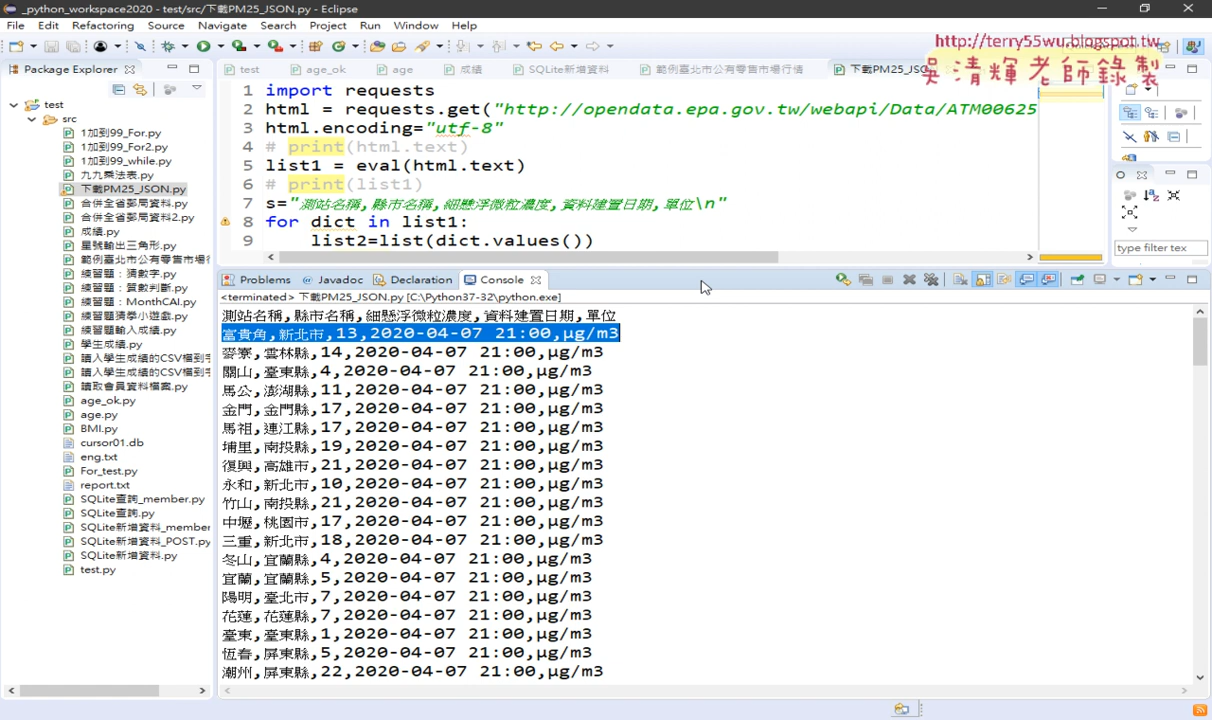 _python_workspace2020 - test/src/下載PM25_JSON.py - Eclipse
File Edit Refactoring Source Navigate Search Project Run Window Help
http://terry55wu.blogspot.tw
吳清輝老師錄製
Package Explorer
test age_ok age 成績 SQLite新增資料 範例臺北市公有零售市場行情 下載PM25_JSO
test
src
1加到99_For.py
1加到99_For2.py
1加到99_while.py
九九乘法表.py
下載PM25_JSON.py
合併全省郵局資料.py
合併全省郵局資料2.py
成績.py
星號輸出三角形.py
範例臺北市公有零售市場行
練習題：猜數字.py
練習題：質數判斷.py
練習題：MonthCAI.py
練習題猜拳小遊戲.py
練習題輸入成績.py
學生成績.py
讀入學生成績的CSV檔到字
讀入學生成績的CSV檔到字
讀取會員資料檔案.py
age_ok.py
age.py
BMI.py
cursor01.db
eng.txt
For_test.py
report.txt
SQLite查詢_member.py
SQLite查詢.py
SQLite新增資料_member
SQLite新增資料_POST.py
SQLite新增資料.py
test.py
1 import requests
2 html = requests.get("http://opendata.epa.gov.tw/webapi/Data/ATM00625
3 html.encoding="utf-8"
4 # print(html.text)
5 list1 = eval(html.text)
6 # print(list1)
7 s="測站名稱,縣市名稱,細懸浮微粒濃度,資料建置日期,單位\n"
8 for dict in list1:
9 list2=list(dict.values())
type filter tex
Problems Javadoc Declaration Console
<terminated> 下載PM25_JSON.py [C:\Python37-32\python.exe]
測站名稱,縣市名稱,細懸浮微粒濃度,資料建置日期,單位
富貴角,新北市,13,2020-04-07 21:00,μg/m3
麥寮,雲林縣,14,2020-04-07 21:00,μg/m3
關山,臺東縣,4,2020-04-07 21:00,μg/m3
馬公,澎湖縣,11,2020-04-07 21:00,μg/m3
金門,金門縣,17,2020-04-07 21:00,μg/m3
馬祖,連江縣,17,2020-04-07 21:00,μg/m3
埔里,南投縣,19,2020-04-07 21:00,μg/m3
復興,高雄市,21,2020-04-07 21:00,μg/m3
永和,新北市,10,2020-04-07 21:00,μg/m3
竹山,南投縣,21,2020-04-07 21:00,μg/m3
中壢,桃園市,17,2020-04-07 21:00,μg/m3
三重,新北市,18,2020-04-07 21:00,μg/m3
冬山,宜蘭縣,4,2020-04-07 21:00,μg/m3
宜蘭,宜蘭縣,5,2020-04-07 21:00,μg/m3
陽明,臺北市,7,2020-04-07 21:00,μg/m3
花蓮,花蓮縣,7,2020-04-07 21:00,μg/m3
臺東,臺東縣,1,2020-04-07 21:00,μg/m3
恆春,屏東縣,5,2020-04-07 21:00,μg/m3
潮州,屏東縣,22,2020-04-07 21:00,μg/m3